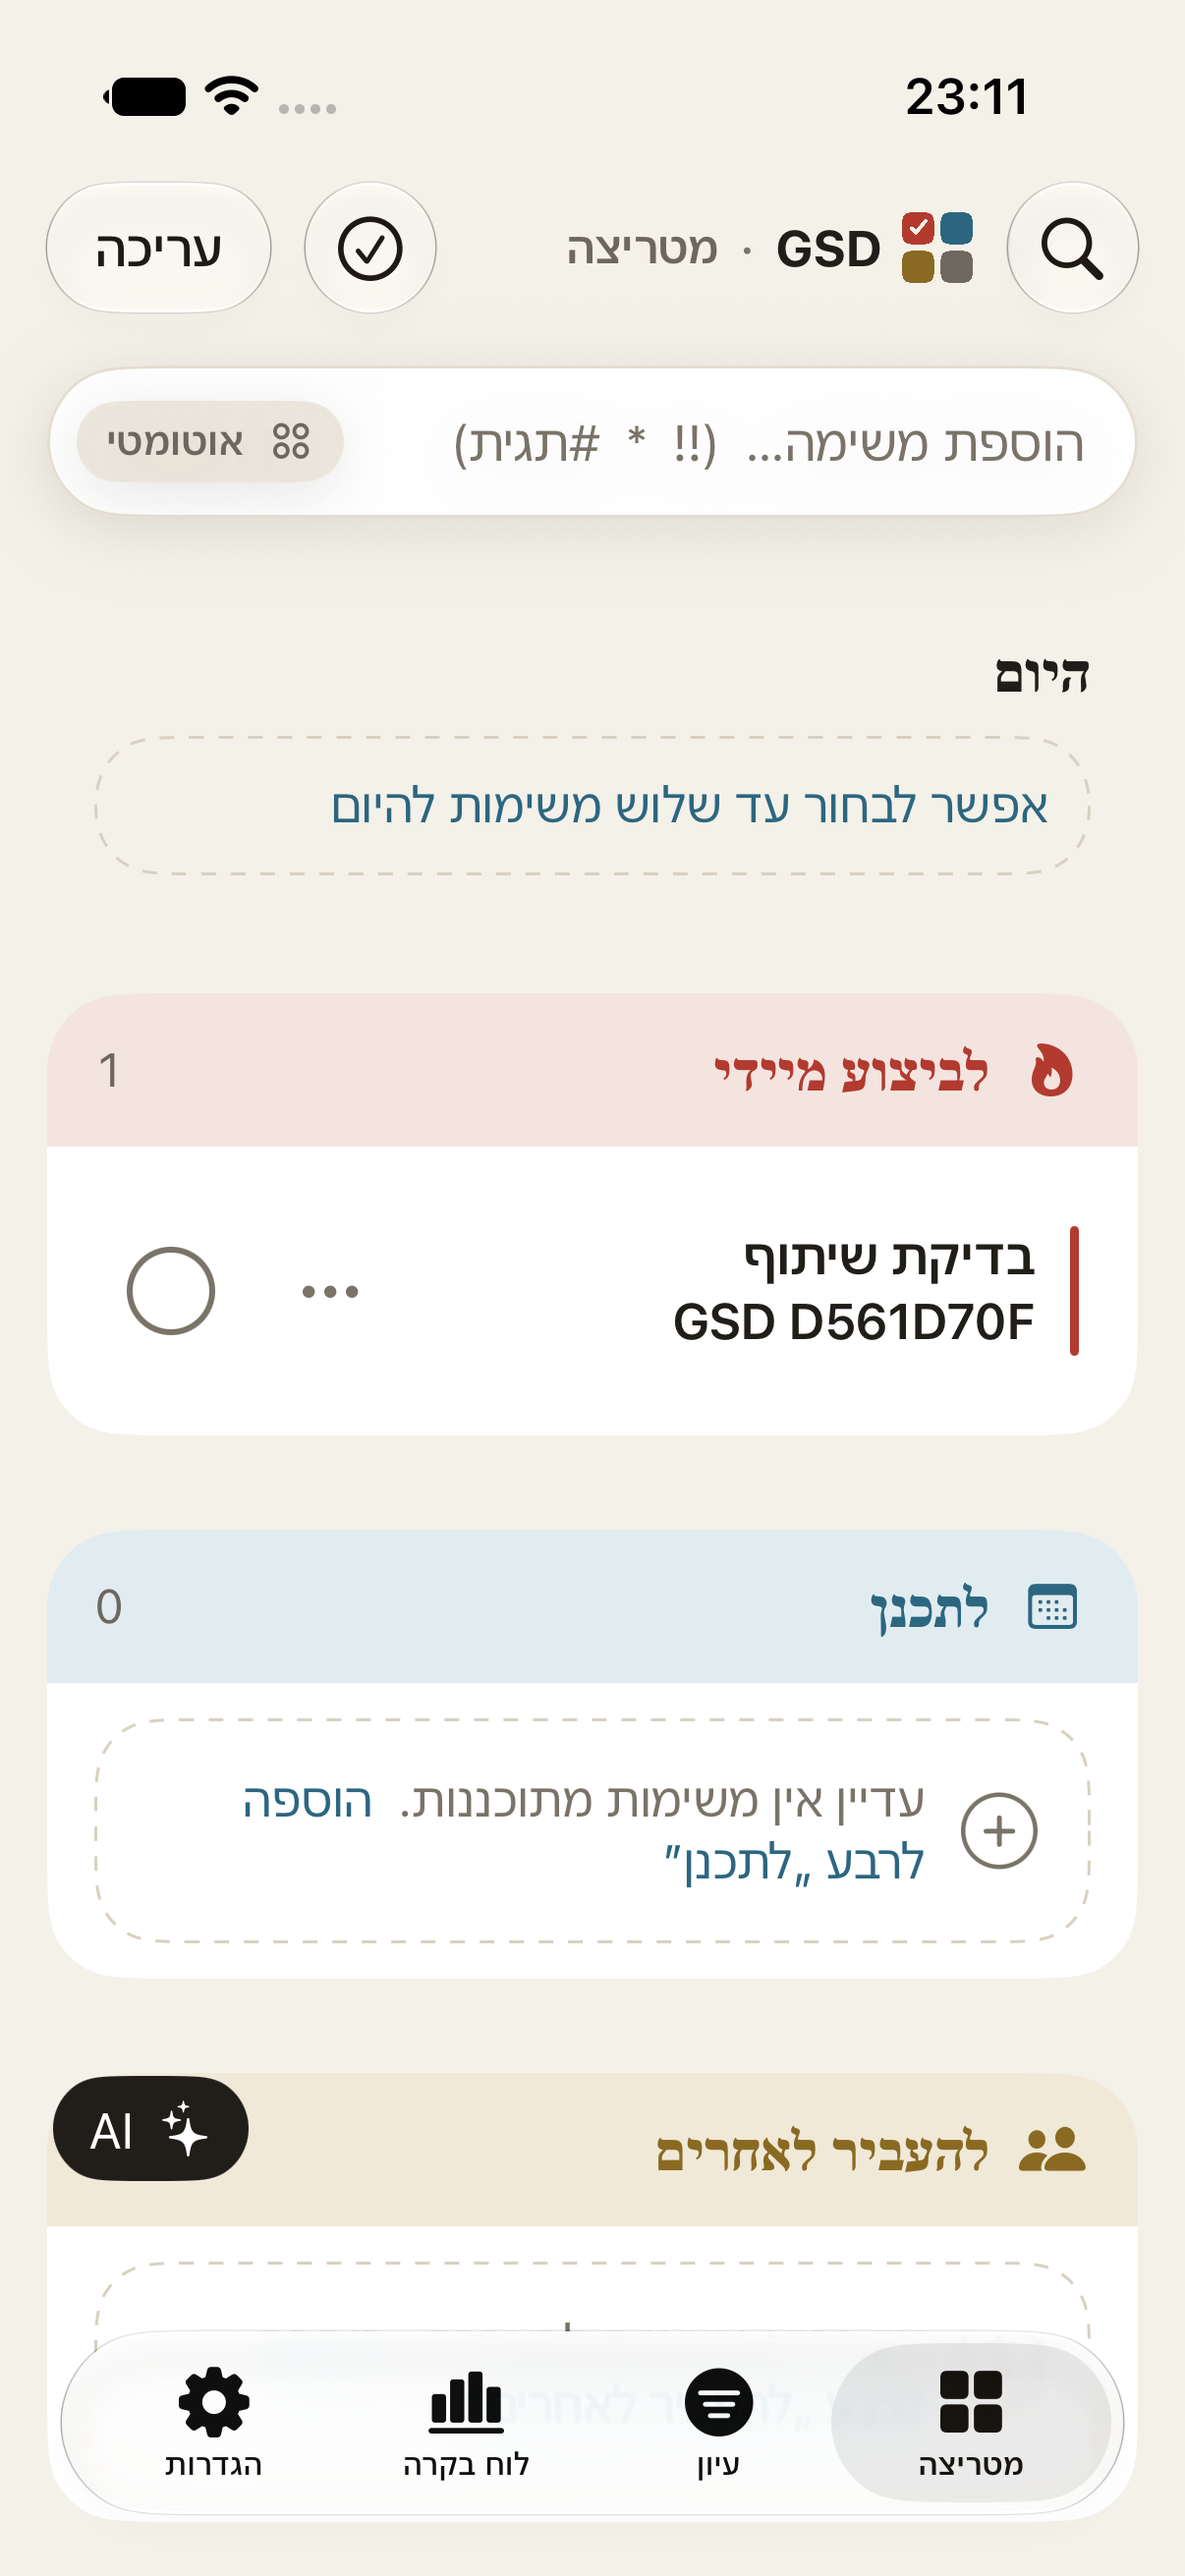 23:11
GSD · מטריצה
עריכה
הוספת משימה... (!! * #תגית)
אוטומטי
היום
אפשר לבחור עד שלוש משימות להיום
לביצוע מיידי
1
בדיקת שיתוף
GSD D561D70F
לתכנן
0
עדיין אין משימות מתוכננות. הוספה
לרבע „לתכנן”
להעביר לאחרים
AI
מטריצה
עיון
לוח בקרה
הגדרות